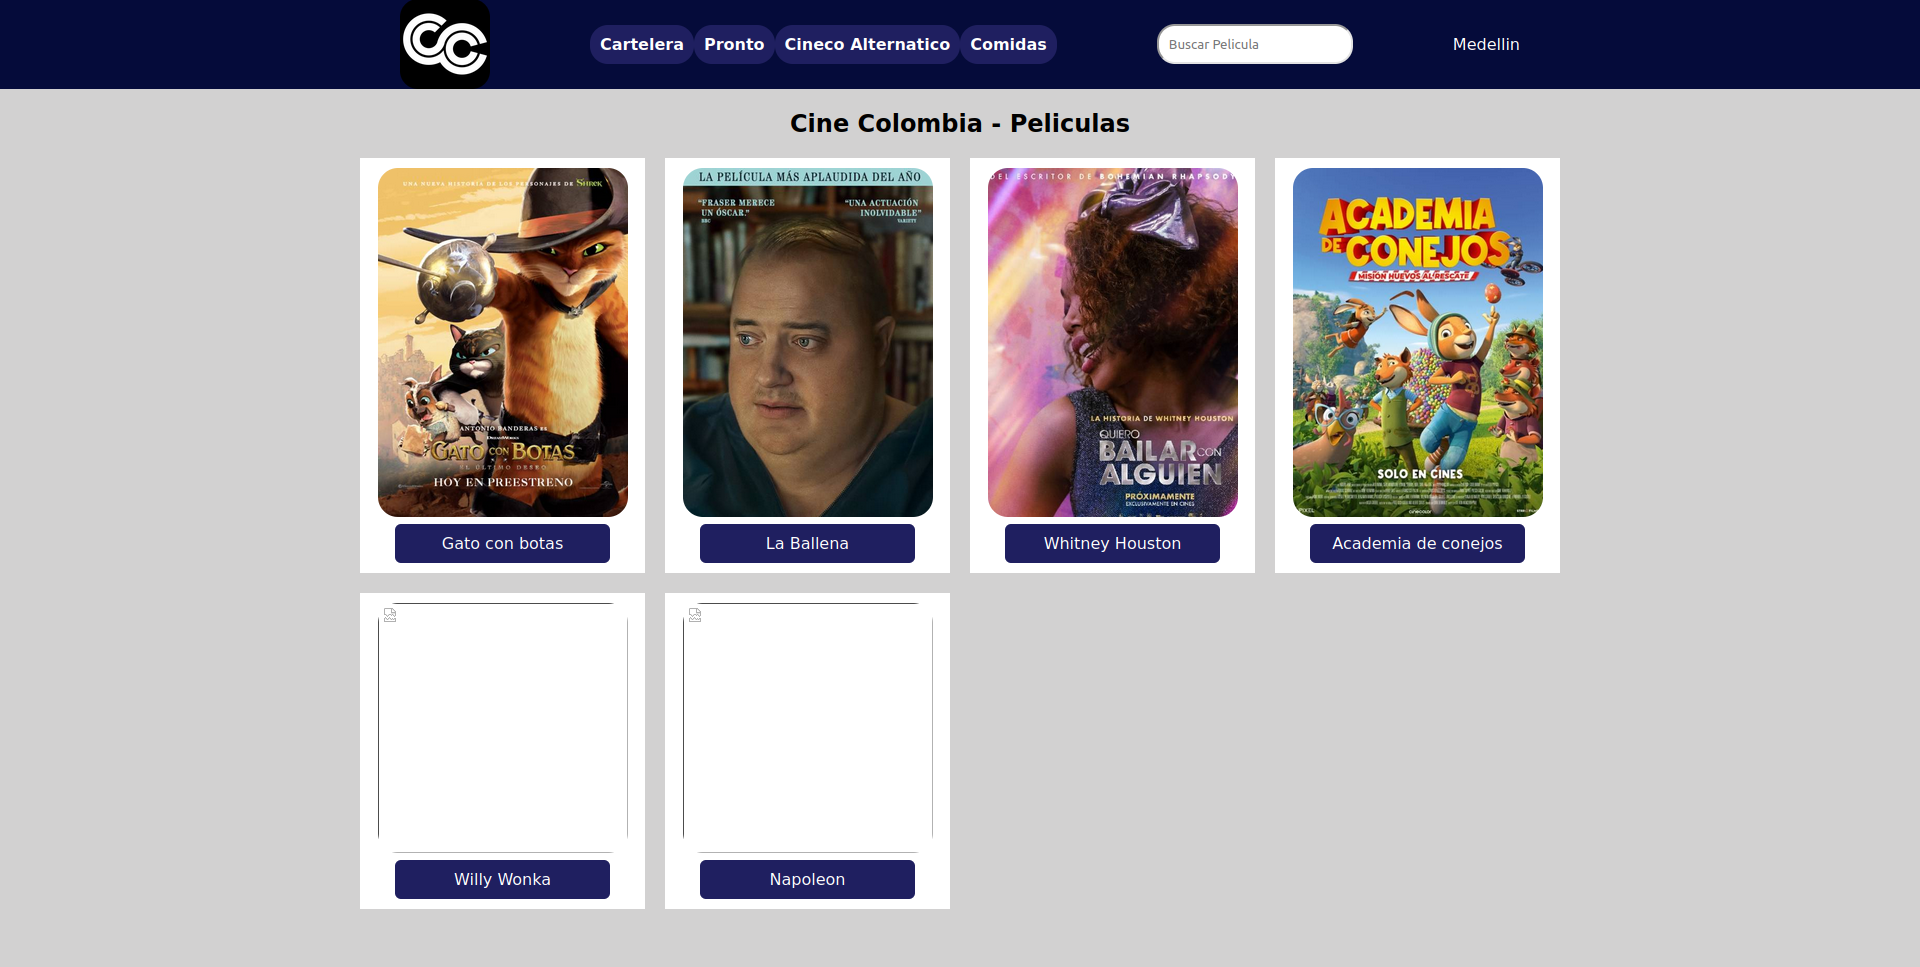 Cartelera Pronto Cineco Alternatico Comidas
Buscar Pelicula
Medellin
Cine Colombia - Peliculas
UNA NUEVA HISTORIA DE LOS PERSONAJES DE SHREK
ANTONIO BANDERAS ES
DREAMWORKS
GATO CON BOTAS
EL ÚLTIMO DESEO
HOY EN PREESTRENO
Gato con botas
LA PELÍCULA MÁS APLAUDIDA DEL AÑO
“FRASER MERECE
UN ÓSCAR.”
BBC
“UNA ACTUACIÓN
INOLVIDABLE”
VARIETY
La Ballena
DEL ESCRITOR DE BOHEMIAN RHAPSODY
LA HISTORIA DE WHITNEY HOUSTON
QUIERO
BAILAR CON
ALGUIEN
PRÓXIMAMENTE
EXCLUSIVAMENTE EN CINES
Whitney Houston
ACADEMIA
DE CONEJOS
MISIÓN HUEVOS AL RESCATE
SOLO EN CINES
cinecolor
Academia de conejos
Willy Wonka
Napoleon